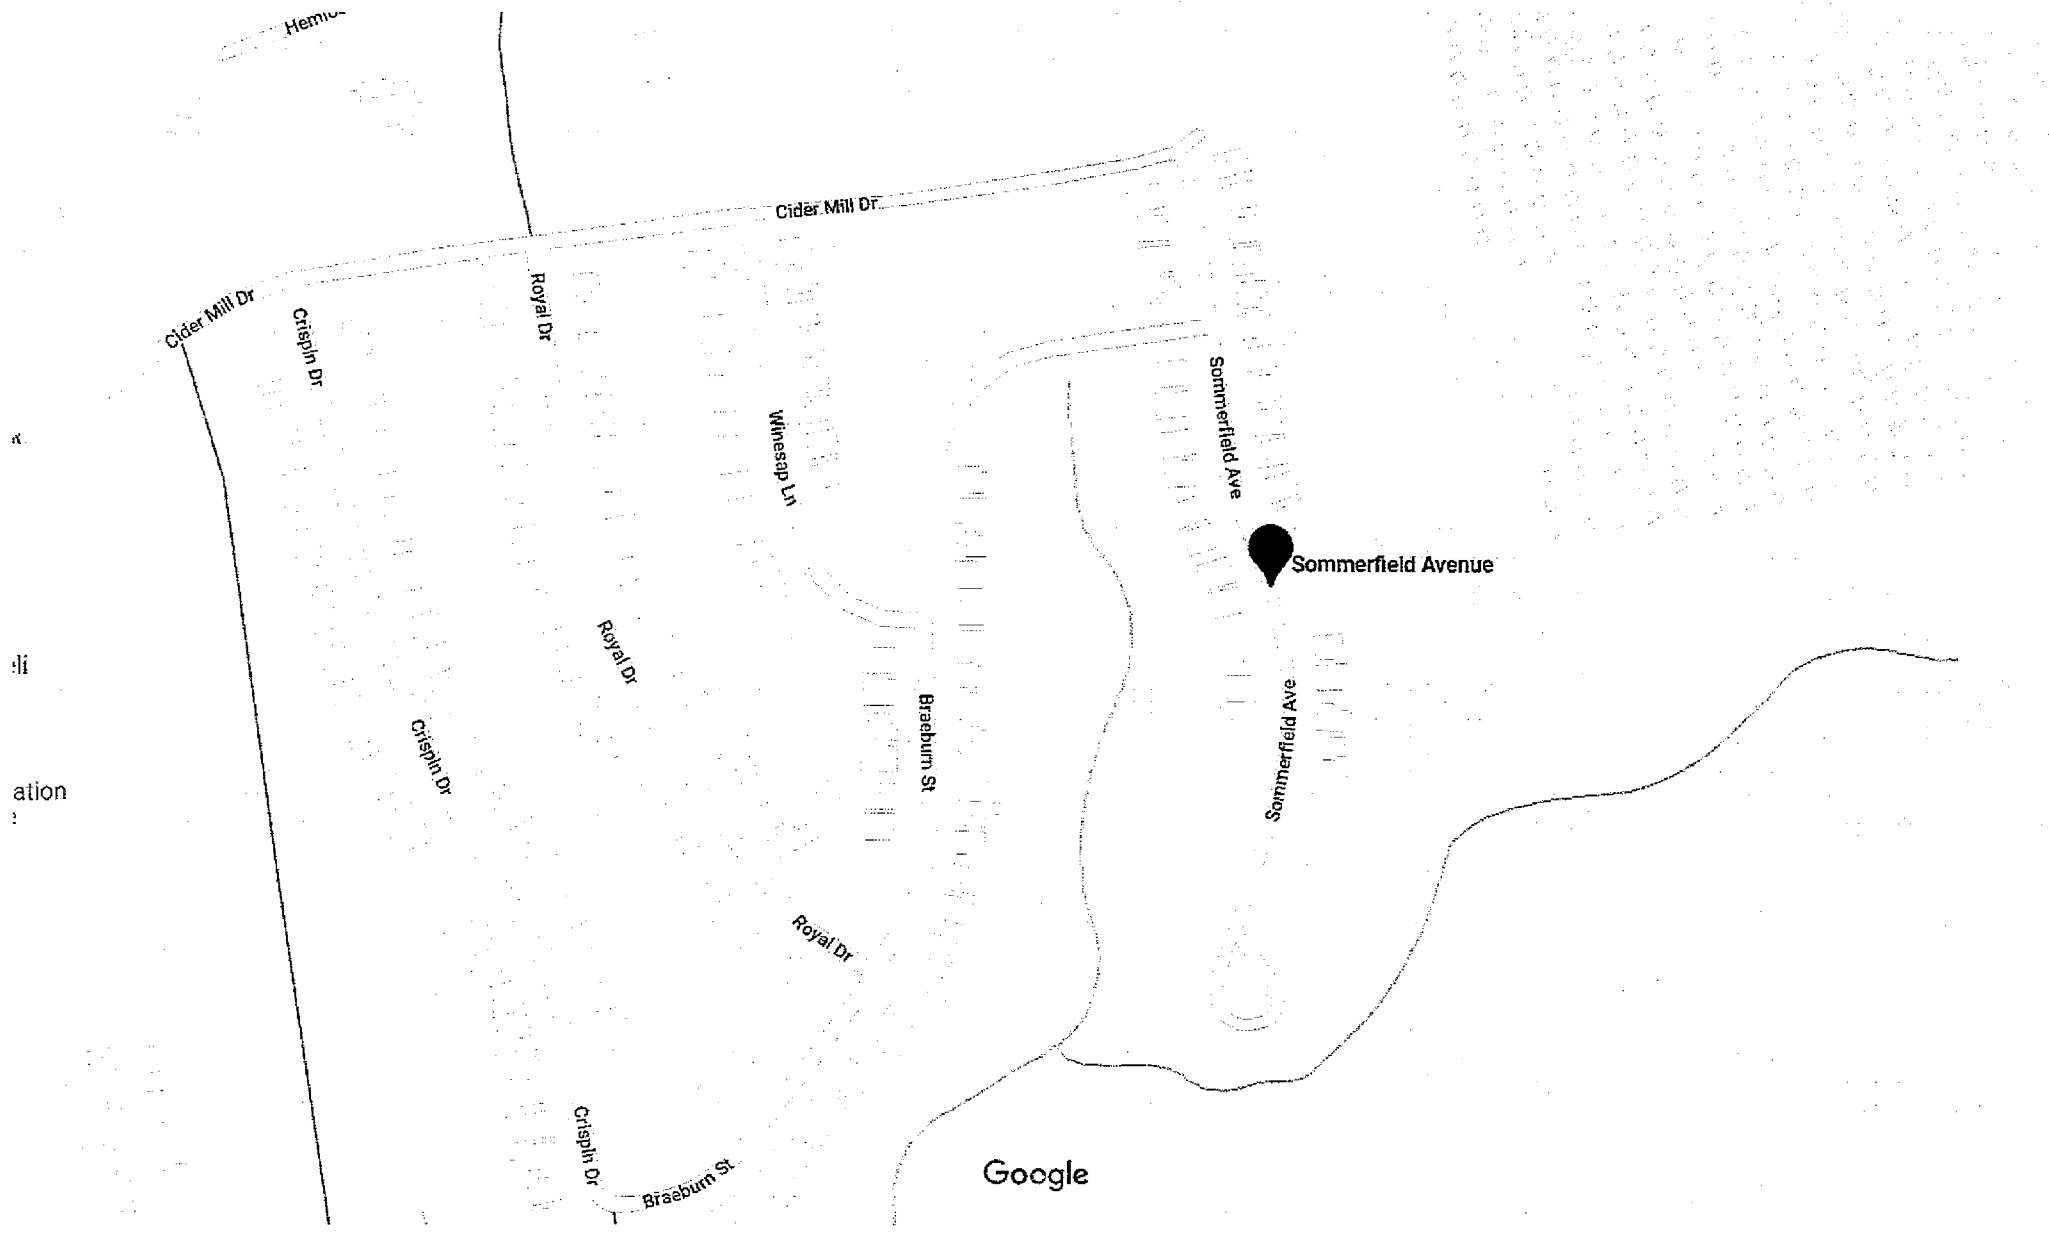 Cider Mill Dr
Cider Mill Dr
Crispin Dr
Royal Dr
Sommerfield Ave
Winesap Ln
Sommerfield Avenue
Royal Dr
Sommerfield Ave
Braeburn St
Crispin Dr
ation
Royal Dr
Crispin Dr
Braeburn St
Google